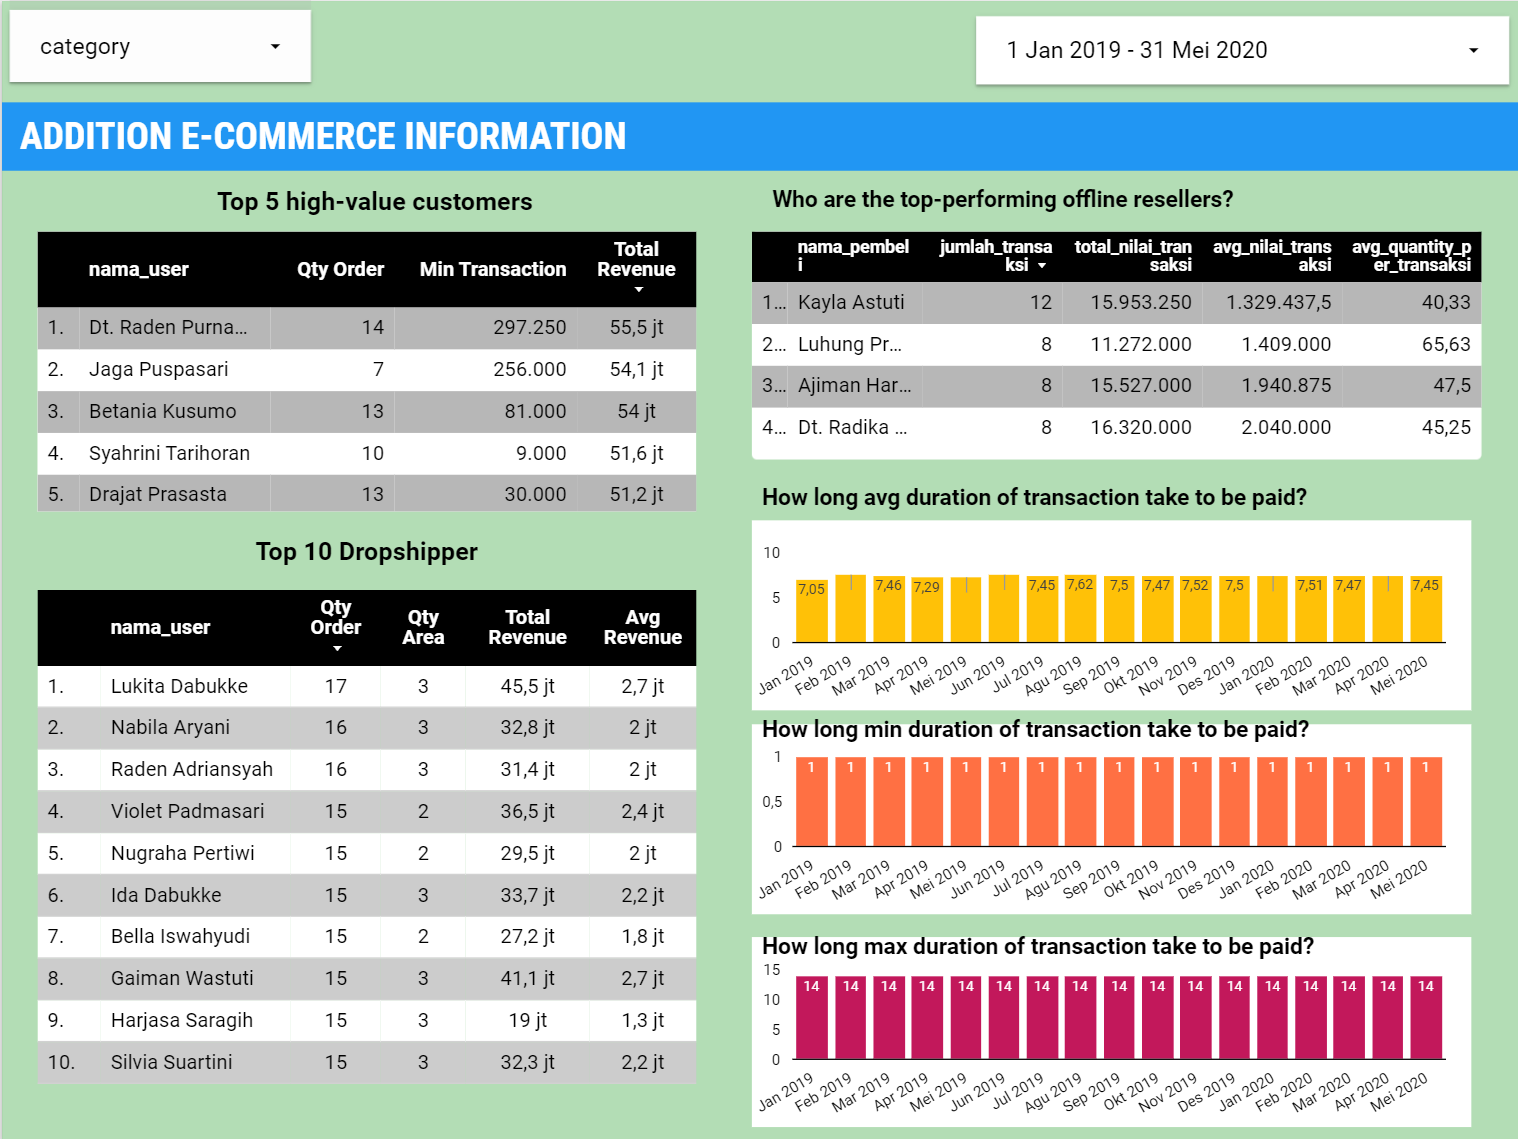 category
1 Jan 2019 - 31 Mei 2020
ADDITION E-COMMERCE INFORMATION
Top 5 high-value customers
nama_user Qty Order Min Transaction Total Revenue
1. Dt. Raden Purna... 14 297.250 55,5 jt
2. Jaga Puspasari 7 256.000 54,1 jt
3. Betania Kusumo 13 81.000 54 jt
4. Syahrini Tarihoran 10 9.000 51,6 jt
5. Drajat Prasasta 13 30.000 51,2 jt
Top 10 Dropshipper
nama_user Qty Order Qty Area Total Revenue Avg Revenue
1. Lukita Dabukke 17 3 45,5 jt 2,7 jt
2. Nabila Aryani 16 3 32,8 jt 2 jt
3. Raden Adriansyah 16 3 31,4 jt 2 jt
4. Violet Padmasari 15 2 36,5 jt 2,4 jt
5. Nugraha Pertiwi 15 2 29,5 jt 2 jt
6. Ida Dabukke 15 3 33,7 jt 2,2 jt
7. Bella Iswahyudi 15 2 27,2 jt 1,8 jt
8. Gaiman Wastuti 15 3 41,1 jt 2,7 jt
9. Harjasa Saragih 15 3 19 jt 1,3 jt
10. Silvia Suartini 15 3 32,3 jt 2,2 jt
Who are the top-performing offline resellers?
nama_pembeli jumlah_transaksi total_nilai_transaksi avg_nilai_transaksi avg_quantity_per_transaksi
1... Kayla Astuti 12 15.953.250 1.329.437,5 40,33
2... Luhung Pr... 8 11.272.000 1.409.000 65,63
3... Ajiman Har... 8 15.527.000 1.940.875 47,5
4... Dt. Radika ... 8 16.320.000 2.040.000 45,25
How long avg duration of transaction take to be paid?
10
5
0
7,05 7,46 7,29 7,45 7,62 7,5 7,47 7,52 7,5 7,51 7,47 7,45
Jan 2019 Feb 2019 Mar 2019 Apr 2019 Mei 2019 Jun 2019 Jul 2019 Agu 2019 Sep 2019 Okt 2019 Nov 2019 Des 2019 Jan 2020 Feb 2020 Mar 2020 Apr 2020 Mei 2020
How long min duration of transaction take to be paid?
1
0,5
0
1 1 1 1 1 1 1 1 1 1 1 1 1 1 1 1 1
Jan 2019 Feb 2019 Mar 2019 Apr 2019 Mei 2019 Jun 2019 Jul 2019 Agu 2019 Sep 2019 Okt 2019 Nov 2019 Des 2019 Jan 2020 Feb 2020 Mar 2020 Apr 2020 Mei 2020
How long max duration of transaction take to be paid?
15
10
5
0
14 14 14 14 14 14 14 14 14 14 14 14 14 14 14 14 14
Jan 2019 Feb 2019 Mar 2019 Apr 2019 Mei 2019 Jun 2019 Jul 2019 Agu 2019 Sep 2019 Okt 2019 Nov 2019 Des 2019 Jan 2020 Feb 2020 Mar 2020 Apr 2020 Mei 2020